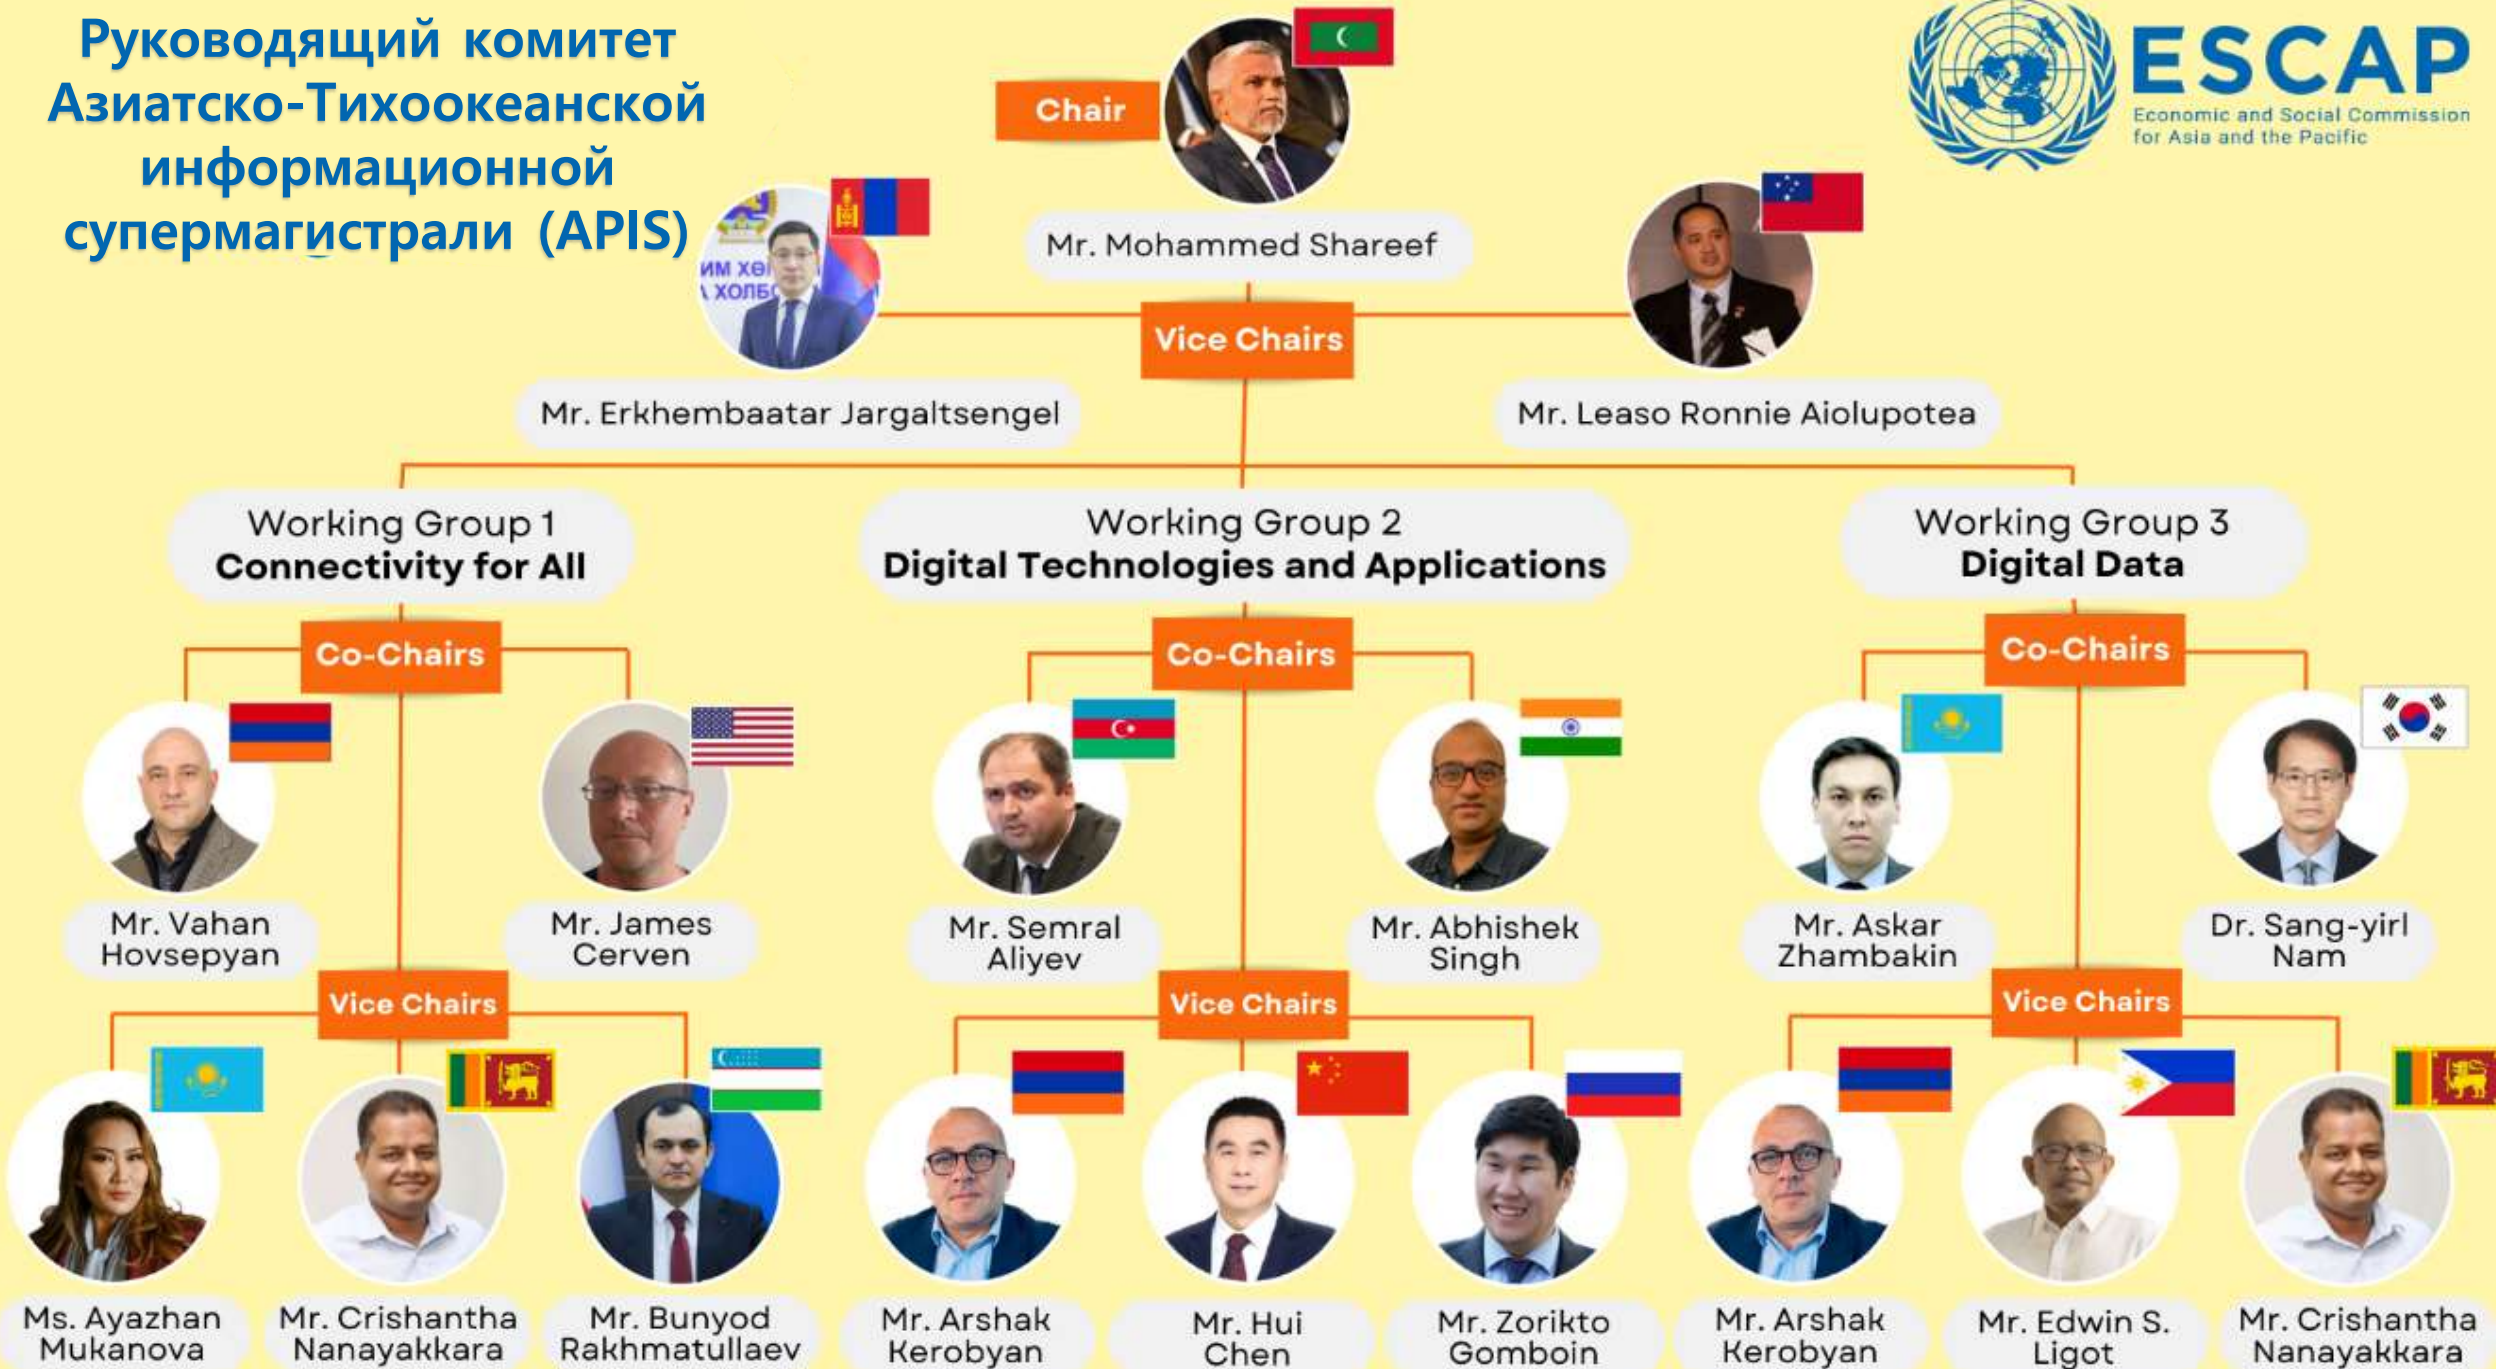 Руководящий комитет
Азиатско-Тихоокеанской
информационной
супермагистрали (APIS)
ESCAP
Economic and Social Commission
for Asia and the Pacific
Chair
Mr. Mohammed Shareef
Vice Chairs
Mr. Erkhembaatar Jargaltsengel
Mr. Leaso Ronnie Aiolupotea
Working Group 1
Connectivity for All
Working Group 2
Digital Technologies and Applications
Working Group 3
Digital Data
Co-Chairs
Co-Chairs
Co-Chairs
Mr. Vahan
Hovsepyan
Mr. James
Cerven
Mr. Semral
Aliyev
Mr. Abhishek
Singh
Mr. Askar
Zhambakin
Dr. Sang-yirl
Nam
Vice Chairs
Vice Chairs
Vice Chairs
Ms. Ayazhan
Mukanova
Mr. Crishantha
Nanayakkara
Mr. Bunyod
Rakhmatullaev
Mr. Arshak
Kerobyan
Mr. Hui
Chen
Mr. Zorikto
Gomboin
Mr. Arshak
Kerobyan
Mr. Edwin S.
Ligot
Mr. Crishantha
Nanayakkara